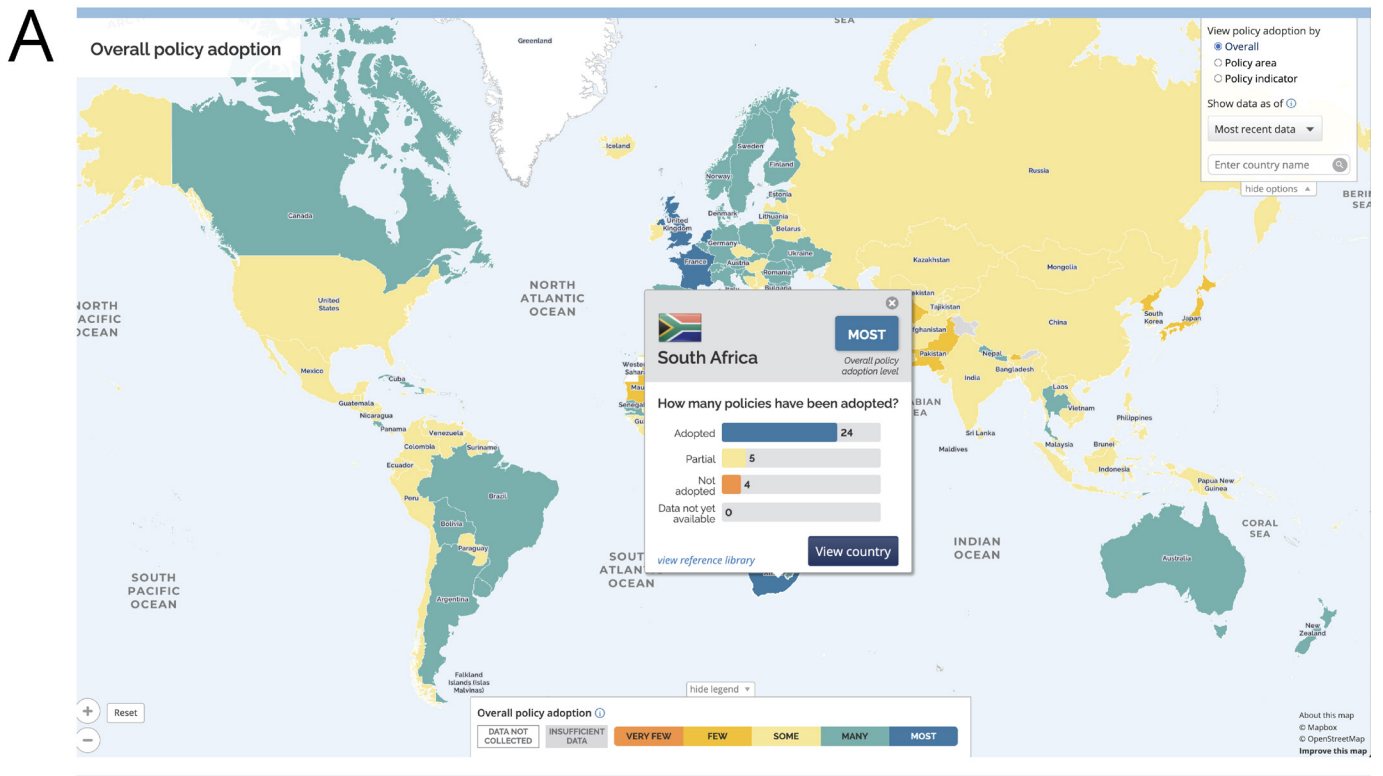 A
Overall policy adoption
SEA
Greenland
View policy adoption by
Overall
Policy area
Policy indicator
Show data as of
Most recent data
Enter country name
hide options
Iceland
Sweden
Finland
Norway
Russia
Estonia
Canada
Denmark
Lithuania
United
Kingdom
Belarus
Germany
Ukraine
France
Austria
Romania
Kazakhstan
Mongolia
NORTH
ATLANTIC
OCEAN
United
States
Tajikistan
China
South
Korea
Japan
Pakistan
Nepal
Bangladesh
India
Mexico
Cuba
Laos
Vietnam
Guatemala
Nicaragua
Panama
Venezuela
Colombia
Suriname
Ecuador
Philippines
Sri Lanka
Maldives
Malaysia
Brunei
Indonesia
Papua New
Guinea
Peru
Brazil
Bolivia
Paraguay
Argentina
South Africa
MOST
Overall policy
adoption level
How many policies have been adopted?
Adopted 24
Partial 5
Not
adopted 4
Data not yet
available 0
view reference library
View country
INDIAN
OCEAN
CORAL
SEA
Australia
New
Zealand
SOUTH
PACIFIC
OCEAN
Falkland
Islands (Islas
Malvinas)
Reset
hide legend
Overall policy adoption
DATA NOT
COLLECTED
INSUFFICIENT
DATA
VERY FEW
FEW
SOME
MANY
MOST
About this map
© Mapbox
© OpenStreetMap
Improve this map